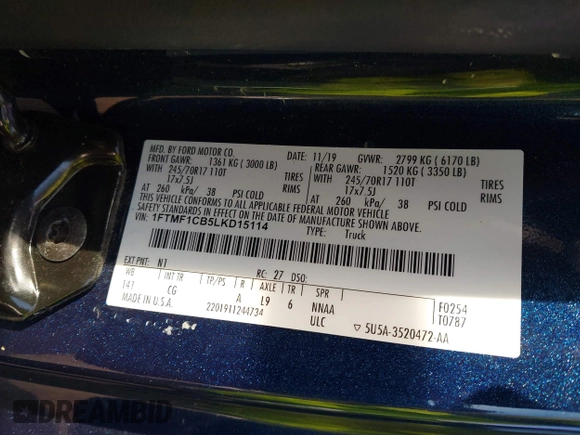 MFD. BY FORD MOTOR CO. DATE: 11/19 GVWR: 2799 KG ( 6170 LB)
FRONT GAWR: 1361 KG ( 3000 LB) REAR GAWR: 1520 KG ( 3350 LB)
245/70R17 110T TIRES 245/70R17 110T TIRES
17x7.5J RIMS 17x7.5J RIMS
AT 260 kPa/ 38 PSI COLD AT 260 kPa/ 38 PSI COLD
THIS VEHICLE CONFORMS TO ALL APPLICABLE FEDERAL MOTOR VEHICLE
SAFETY AND THEFT PREVENTION STANDARDS IN EFFECT ON THE DATE OF MANUFACTURE SHOWN ABOVE.
VIN: 1FTMF1CB5LKD15114 TYPE: Truck
EXT PNT: N1 RC: 27 DSO:
WB INT TR TP/PS R AXLE TR SPR
141 CG A L9 6 NNAA F0254
MADE IN U.S.A. 2201911244734 ULC T0787
5U5A-3520472-AA
DREAMBID